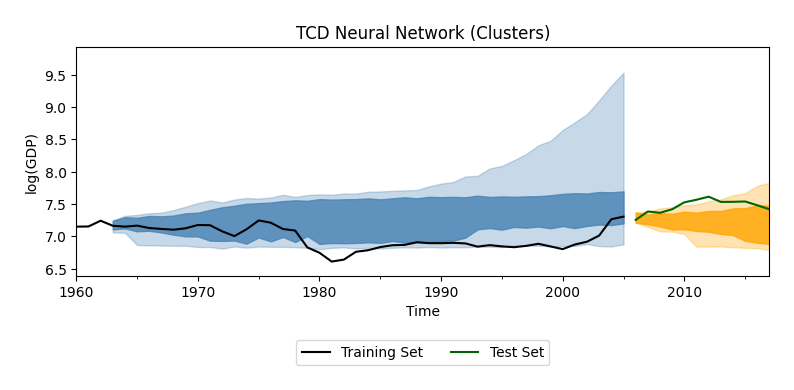 TCD Neural Network (Clusters)
log(GDP)
9.5
9.0
8.5
8.0
7.5
7.0
6.5
1960 1970 1980 1990 2000 2010
Time
Training Set Test Set